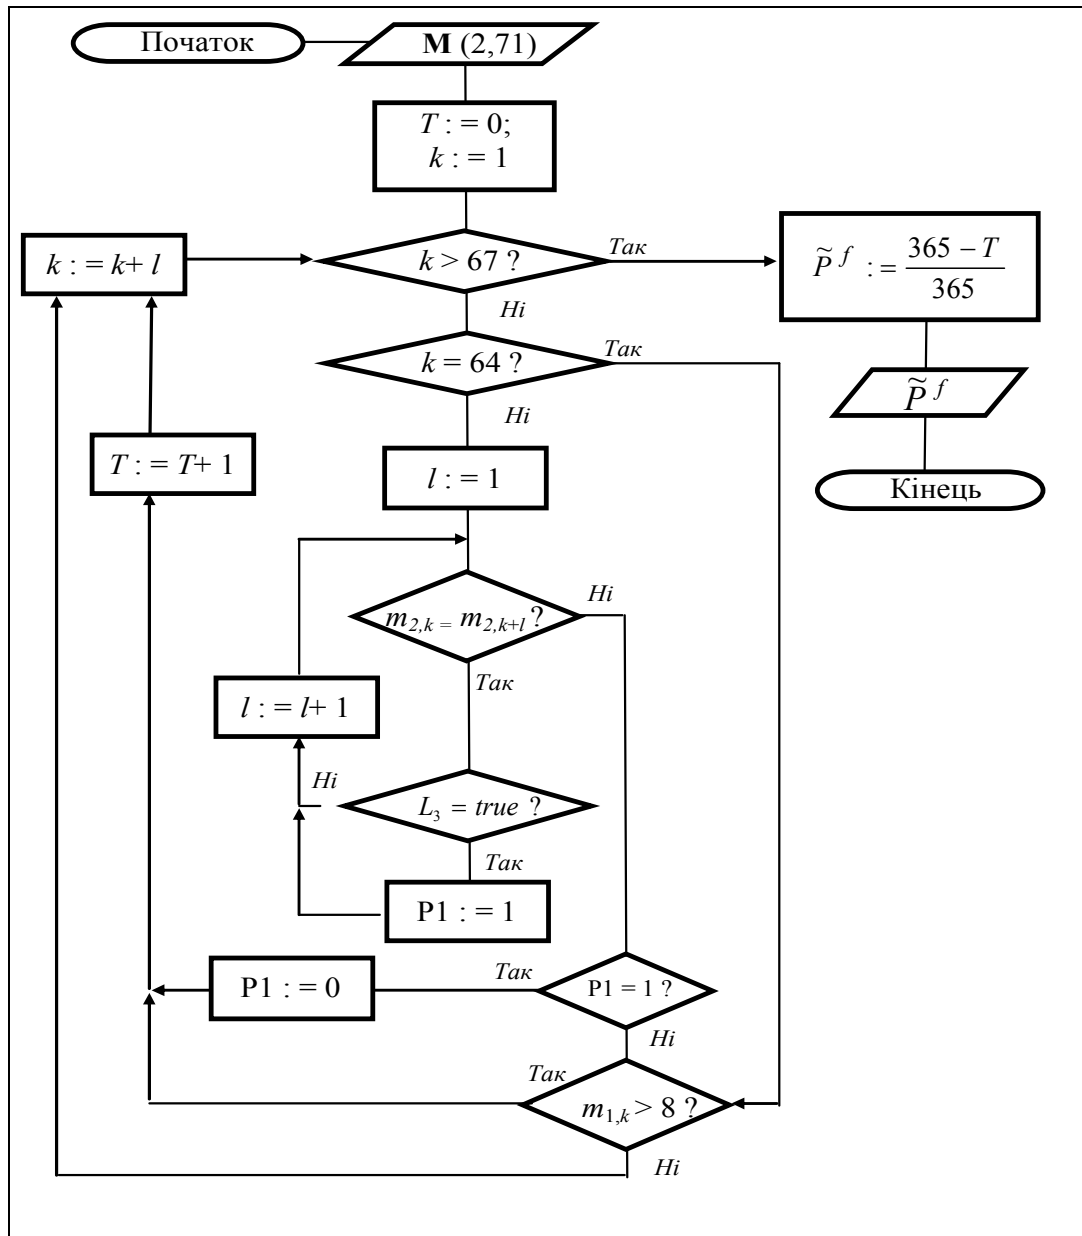 Початок
M (2,71)
T : = 0;
k : = 1
k : = k+ l
k > 67 ?
Так
P̃ ᶠ : = (365 − T) / 365
Ні
k = 64 ?
Так
P̃ ᶠ
Ні
T : = T+ 1
l : = 1
Кінець
Ні
m2,k = m2,k+l ?
Так
l : = l+ 1
Ні
L3 = true ?
Так
P1 : = 1
P1 : = 0
Так
P1 = 1 ?
Ні
Так
m1,k > 8 ?
Ні